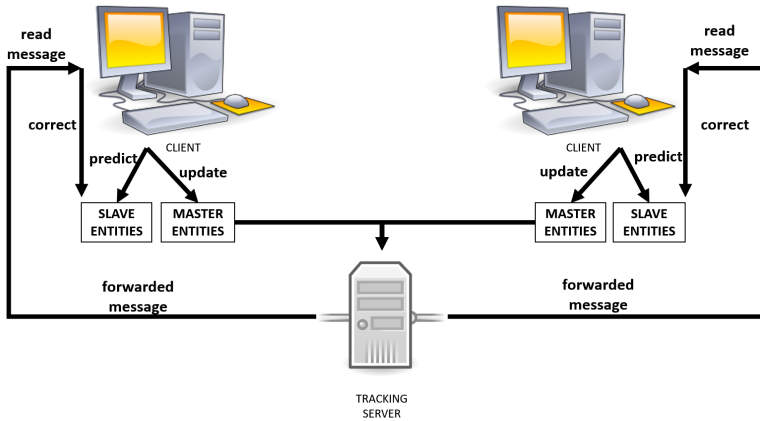 read
message
read
message
correct
correct
CLIENT
CLIENT
predict
update
update
predict
SLAVE
ENTITIES
MASTER
ENTITIES
MASTER
ENTITIES
SLAVE
ENTITIES
forwarded
message
forwarded
message
TRACKING
SERVER